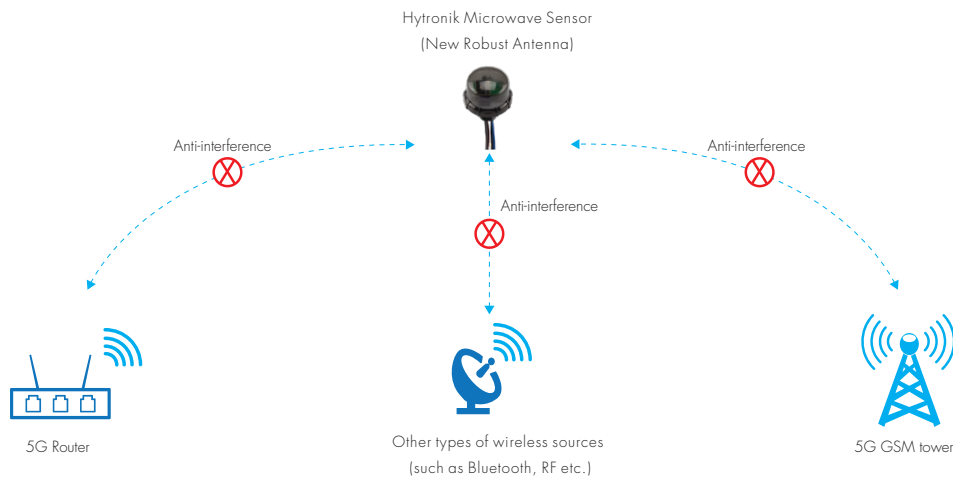 Hytronik Microwave Sensor
(New Robust Antenna)
Anti-interference
Anti-interference
Anti-interference
5G Router
Other types of wireless sources
(such as Bluetooth, RF etc.)
5G GSM tower